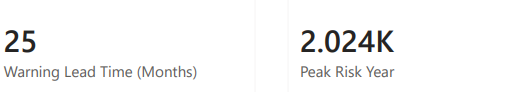 25
Warning Lead Time (Months)
2.024K
Peak Risk Year